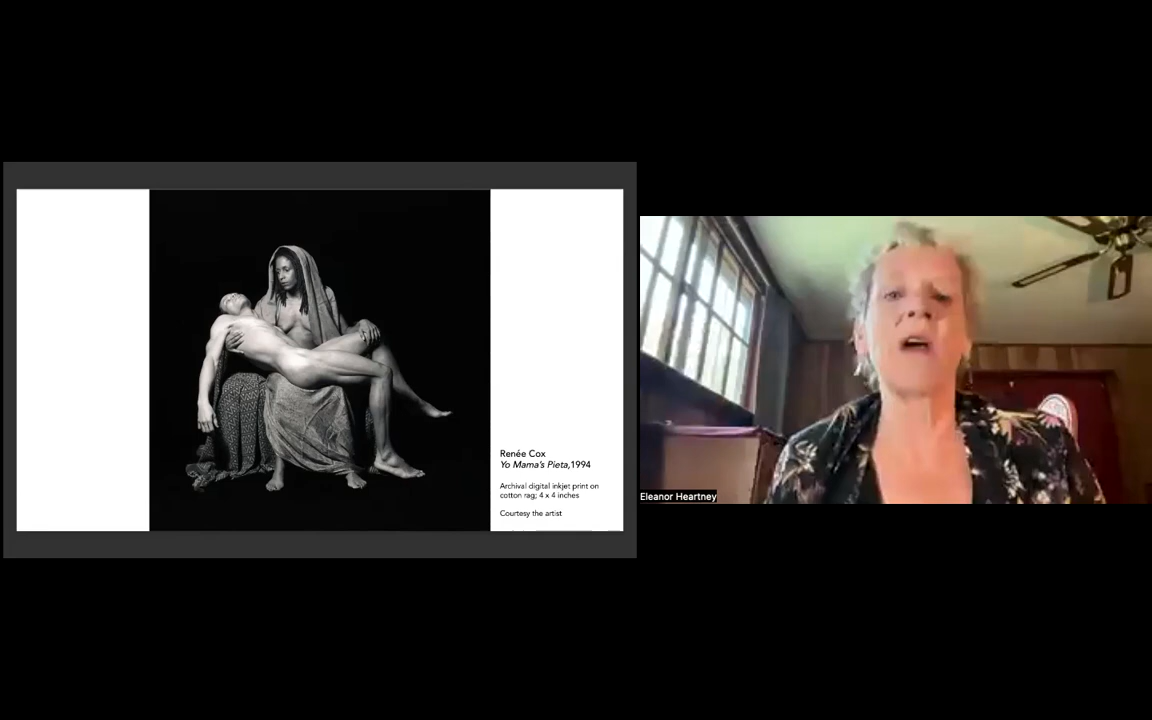 Renée Cox
Yo Mama's Pieta,1994
Archival digital inkjet print on
cotton rag; 4 x 4 inches
Courtesy the artist
Eleanor Heartney